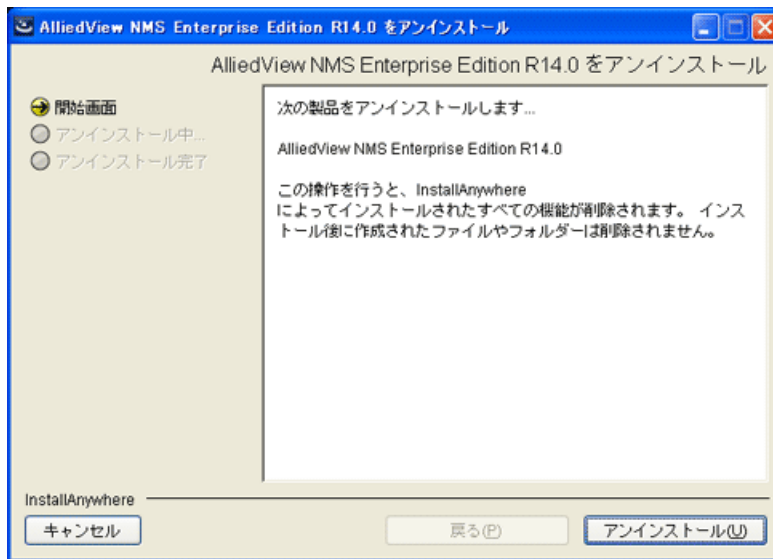 AlliedView NMS Enterprise Edition R14.0 をアンインストール
AlliedView NMS Enterprise Edition R14.0 をアンインストール
開始画面
アンインストール中...
アンインストール完了
次の製品をアンインストールします...
AlliedView NMS Enterprise Edition R14.0
この操作を行うと、InstallAnywhere
によってインストールされたすべての機能が削除されます。 インス
トール後に作成されたファイルやフォルダーは削除されません。
InstallAnywhere
キャンセル
戻る(P)
アンインストール(U)